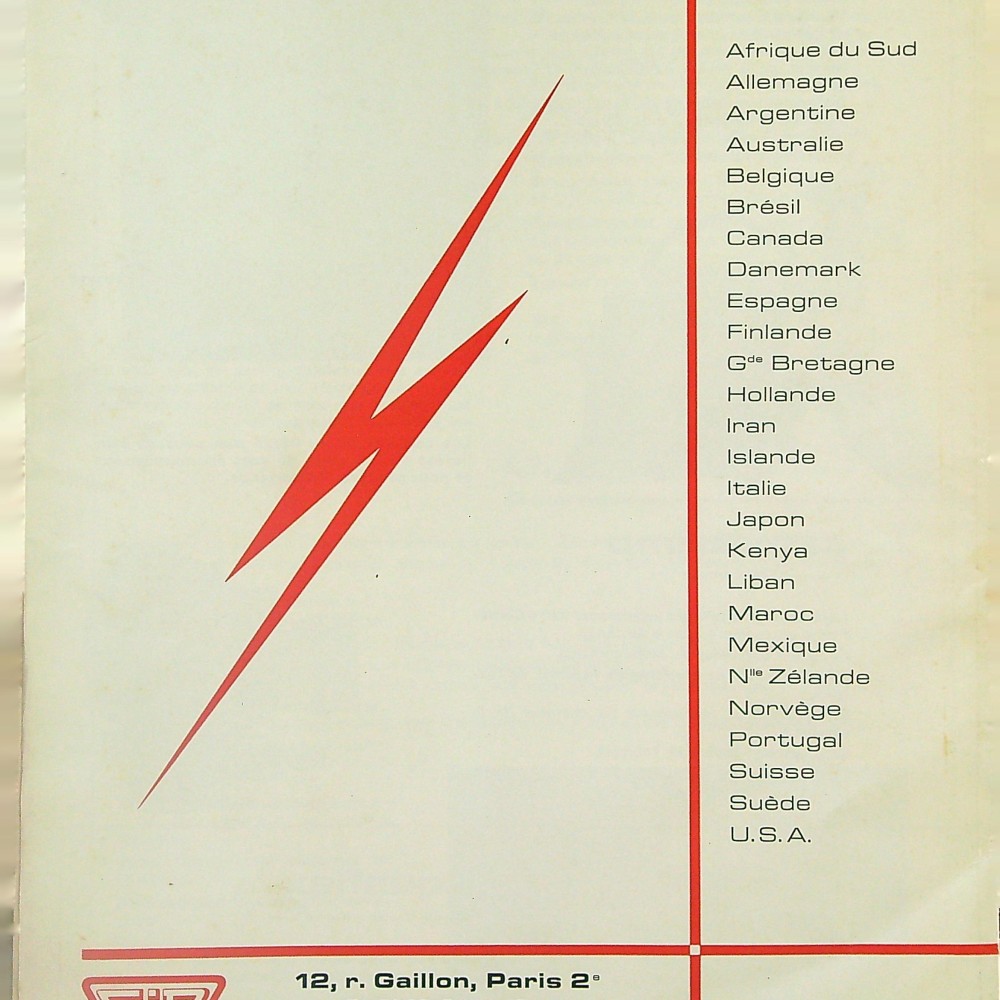 Afrique du Sud
Allemagne
Argentine
Australie
Belgique
Brésil
Canada
Danemark
Espagne
Finlande
Gde Bretagne
Hollande
Iran
Islande
Italie
Japon
Kenya
Liban
Maroc
Mexique
Nlle Zélande
Norvège
Portugal
Suisse
Suède
U.S.A.
12, r. Gaillon, Paris 2e